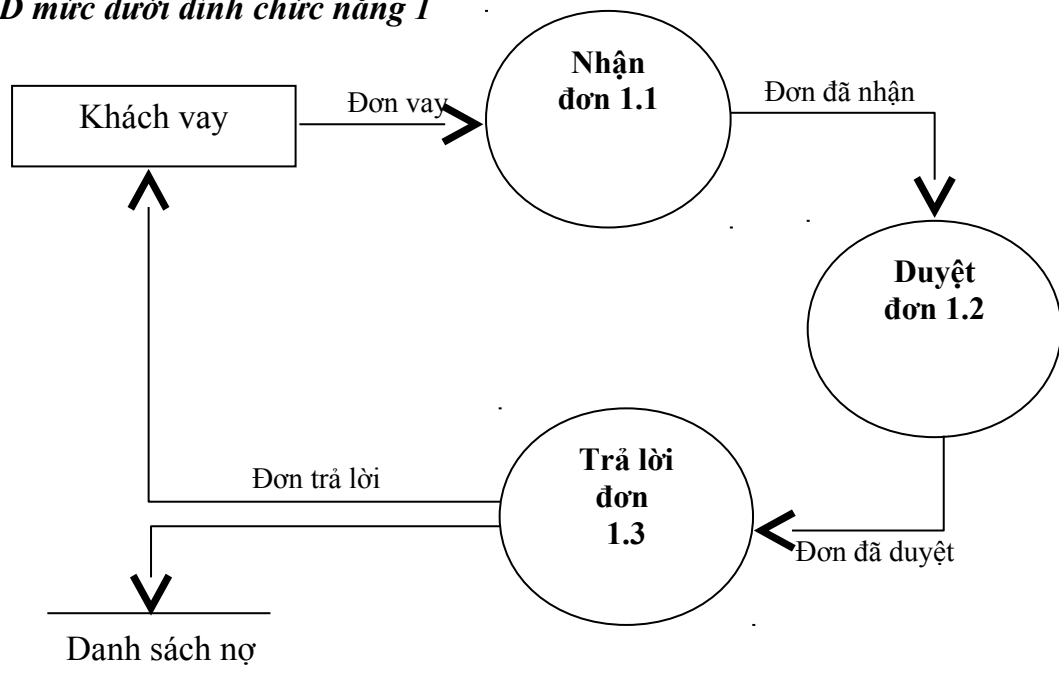 D mức dưới đỉnh chức năng 1
Nhận
đơn 1.1
Khách vay
Đơn vay
Đơn đã nhận
Duyệt
đơn 1.2
Trả lời
đơn
1.3
Đơn trả lời
Đơn đã duyệt
Danh sách nợ